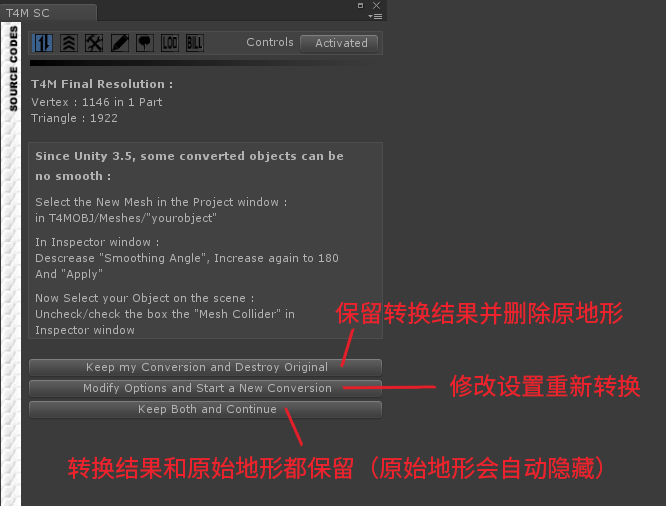 T4M SC
SOURCE CODES
LOD
BILL
Controls
Activated
T4M Final Resolution :
Vertex : 1146 in 1 Part
Triangle : 1922
Since Unity 3.5, some converted objects can be
no smooth :
Select the New Mesh in the Project window :
in T4MOBJ/Meshes/"yourobject"
In Inspector window :
Descrease "Smoothing Angle", Increase again to 180
And "Apply"
Now Select your Object on the scene :
Uncheck/check the box the "Mesh Collider" in
Inspector window
保留转换结果并删除原地形
Keep my Conversion and Destroy Original
Modify Options and Start a New Conversion
修改设置重新转换
Keep Both and Continue
转换结果和原始地形都保留（原始地形会自动隐藏）